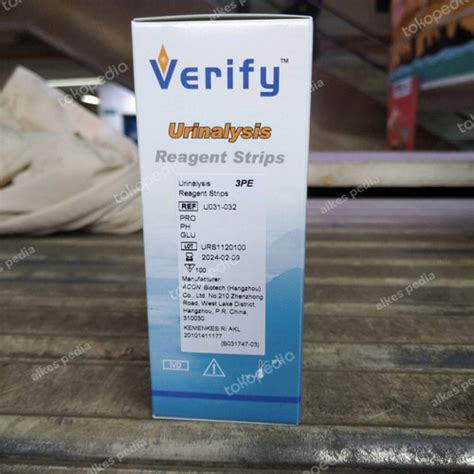 Verify™
Urinalysis
Reagent Strips
Urinalysis 3PE
Reagent Strips
REF U031-032
PRO
PH
GLU
LOT URS1120100
2024-02-09
100
Manufacturer:
ACON Biotech (Hangzhou)
Co., Ltd. No.210 Zhenzhong
Road, West Lake District,
Hangzhou, P.R. China,
310030
KEMENKES RI AKL
20101411177
(B031747-03)
IVD
tokopedia
alkes pedia